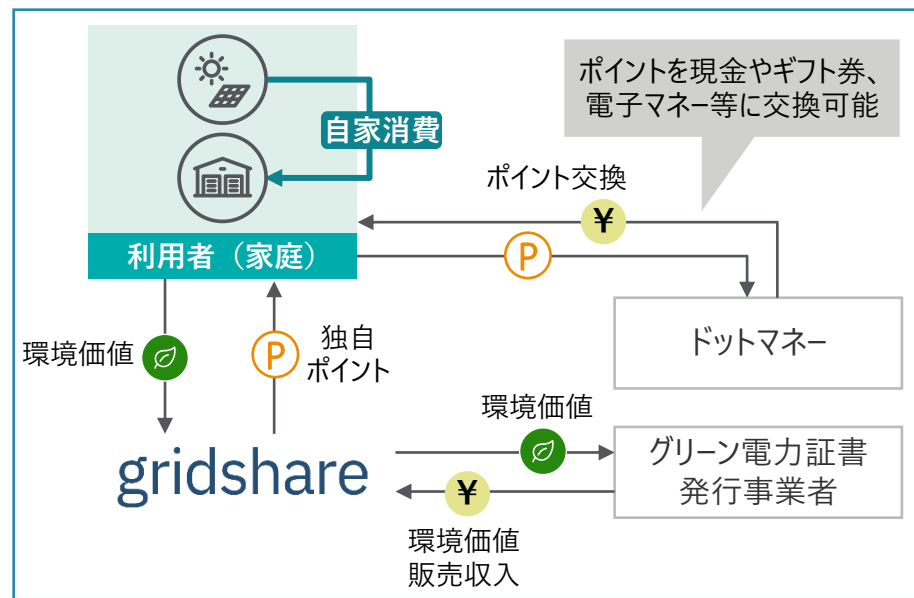 ポイントを現金やギフト券、
電子マネー等に交換可能
自家消費
ポイント交換
¥
利用者（家庭）
P
ドットマネー
環境価値
P
独自
ポイント
環境価値
gridshare
グリーン電力証書
発行事業者
¥
環境価値
販売収入